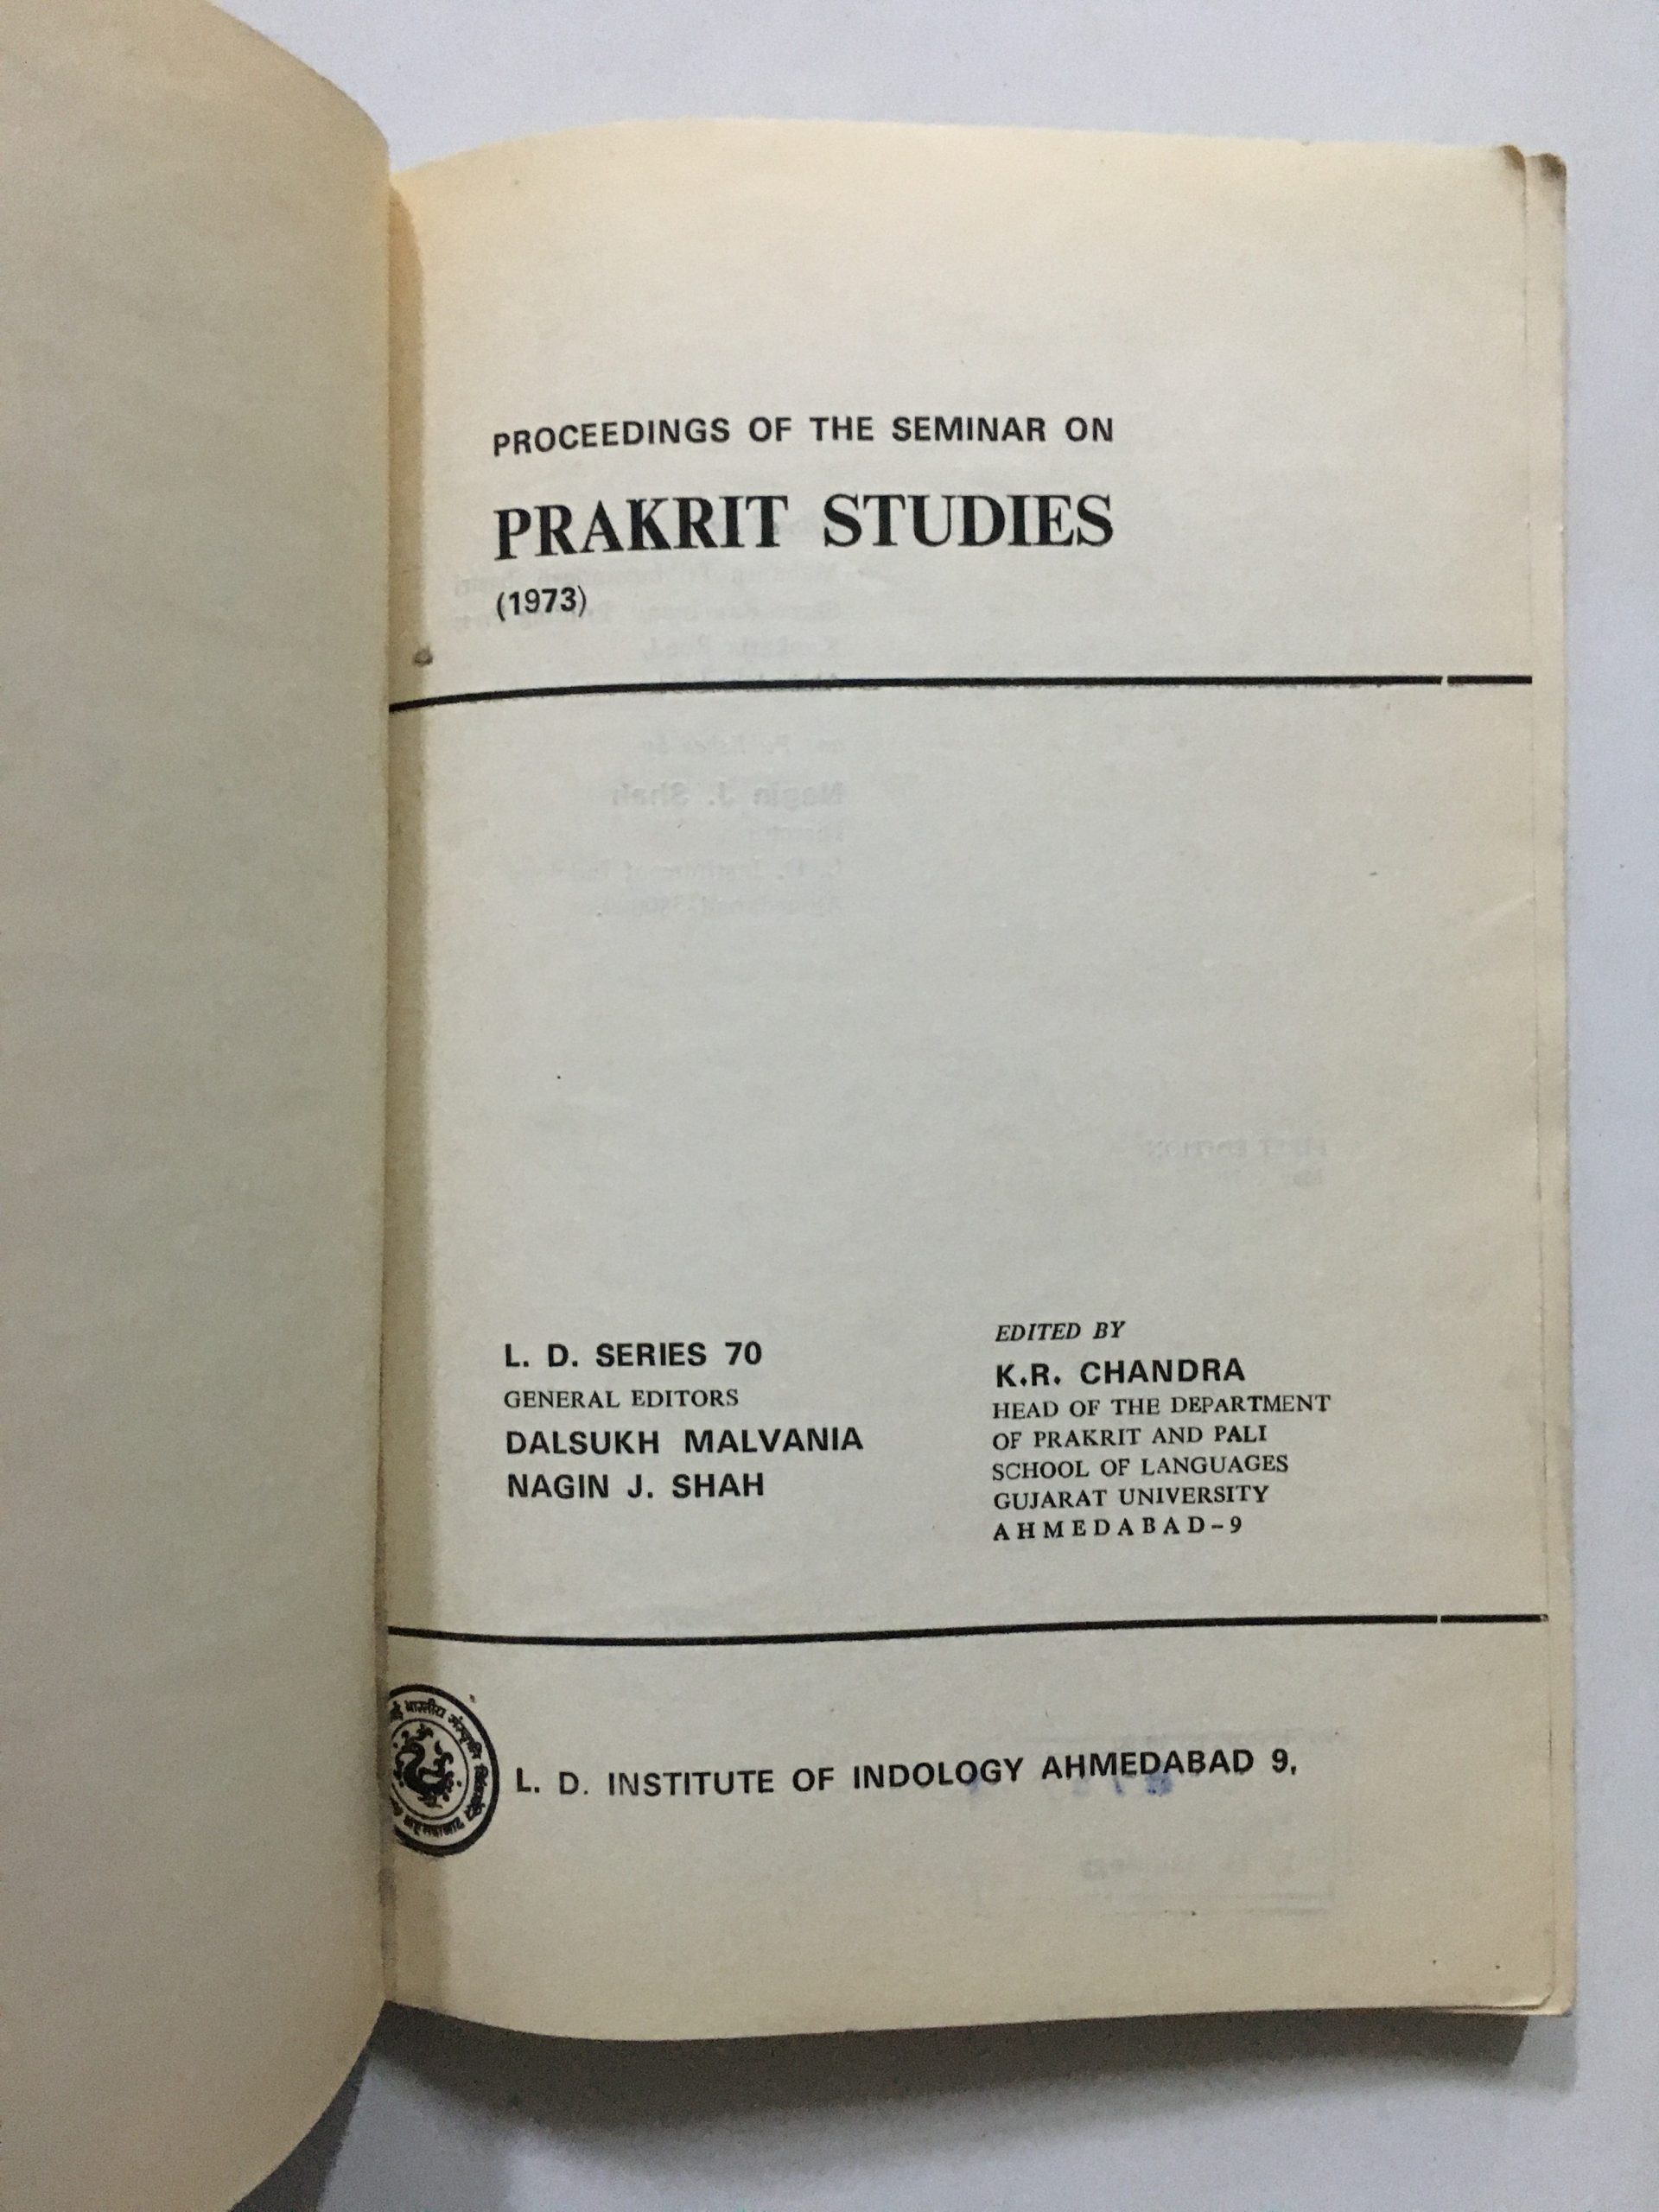 PROCEEDINGS OF THE SEMINAR ON
PRAKRIT STUDIES
(1973)
L. D. SERIES 70
GENERAL EDITORS
DALSUKH MALVANIA
NAGIN J. SHAH
EDITED BY
K.R. CHANDRA
HEAD OF THE DEPARTMENT
OF PRAKRIT AND PALI
SCHOOL OF LANGUAGES
GUJARAT UNIVERSITY
AHMEDABAD-9
भारतीय संस्कृति
L. D. INSTITUTE OF INDOLOGY AHMEDABAD 9,